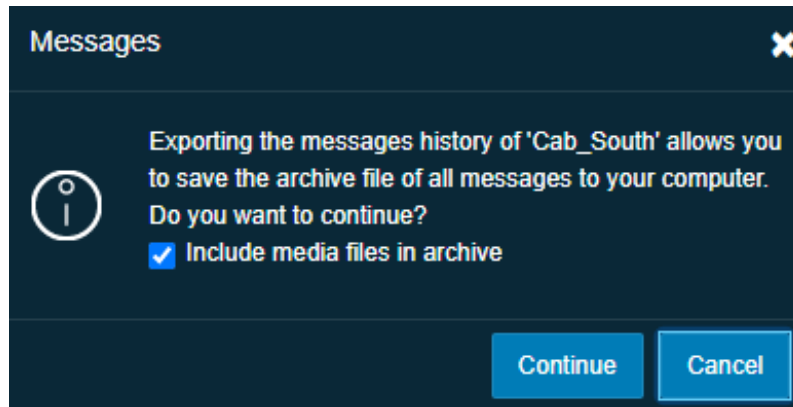 Messages
Exporting the messages history of 'Cab_South' allows you
to save the archive file of all messages to your computer.
Do you want to continue?
Include media files in archive
Continue
Cancel